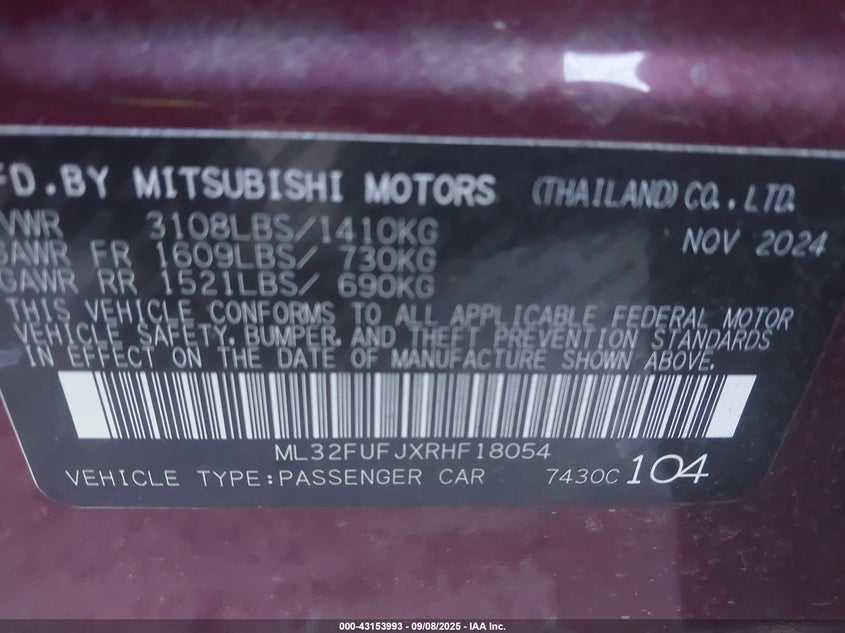 FD.BY MITSUBISHI MOTORS (THAILAND) CO.,LTD.
VWR 3108LBS/1410KG NOV 2024
GAWR FR 1609LBS/ 730KG
GAWR RR 1521LBS/ 690KG
THIS VEHICLE CONFORMS TO ALL APPLICABLE FEDERAL MOTOR
VEHICLE SAFETY, BUMPER, AND THEFT PREVENTION STANDARDS
IN EFFECT ON THE DATE OF MANUFACTURE SHOWN ABOVE.
ML32FUFJXRHF18054
VEHICLE TYPE:PASSENGER CAR 7430C 104
000-43153993 - 09/08/2025 - IAA Inc.